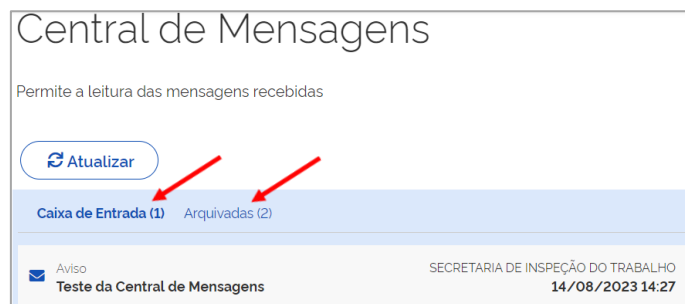 Central de Mensagens
Permite a leitura das mensagens recebidas
Atualizar
Caixa de Entrada (1) Arquivadas (2)
Aviso SECRETARIA DE INSPEÇÃO DO TRABALHO
Teste da Central de Mensagens 14/08/2023 14:27